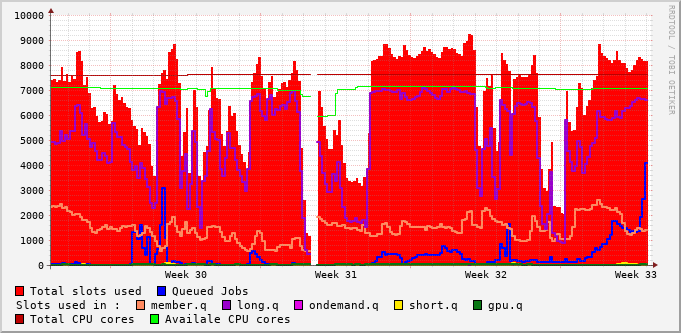 10000
9000
8000
7000
6000
5000
4000
3000
2000
1000
0
Week 30 Week 31 Week 32 Week 33
RRDTOOL / TOBI OETIKER
Total slots used Queued Jobs
Slots used in : member.q long.q ondemand.q short.q gpu.q
Total CPU cores Availale CPU cores